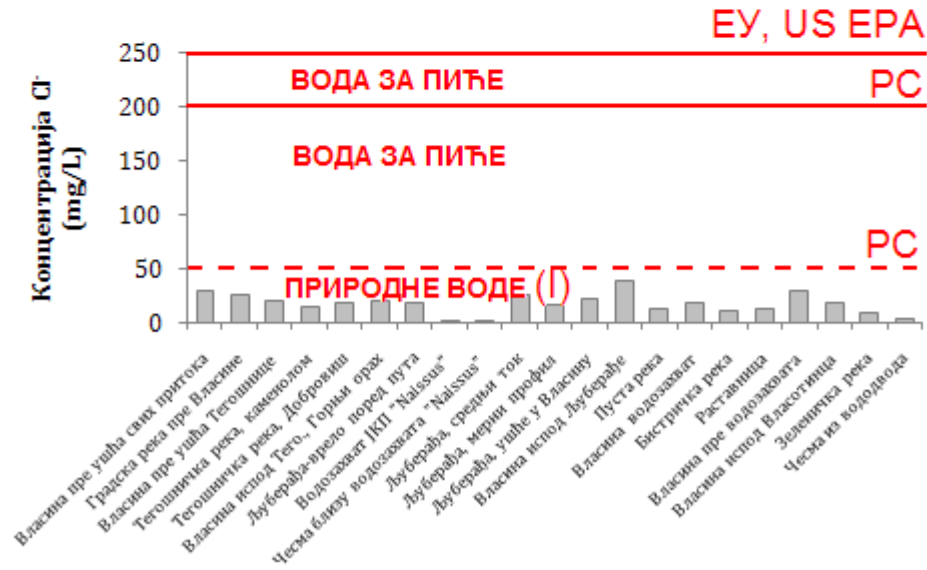 ЕУ, US EPA
250
ВОДА ЗА ПИЋЕ
РС
200
ВОДА ЗА ПИЋЕ
150
Концентрација Cl-
(mg/L)
100
РС
50
ПРИРОДНЕ ВОДЕ (I)
0
Власина пре ушћа свих притока
Градска река пре Власине
Власина пре ушћа Тегошнице
Тегошничка река, каменолом
Тегошничка река, Добровиш
Власина испод Тего., Горњи орах
Љуберађа-врело поред пута
Водозахват ЈКП "Naissus"
Чесма близу водозахвата "Naissus"
Љуберађа, средњи ток
Љуберађа, мерни профил
Љуберађа, ушће у Власину
Власина испод Љуберађе
Пуста река
Власина водозахват
Бистричка река
Раставница
Власина пре водозахвата
Власина испод Власотинца
Зеленичка река
Чесма из водовода